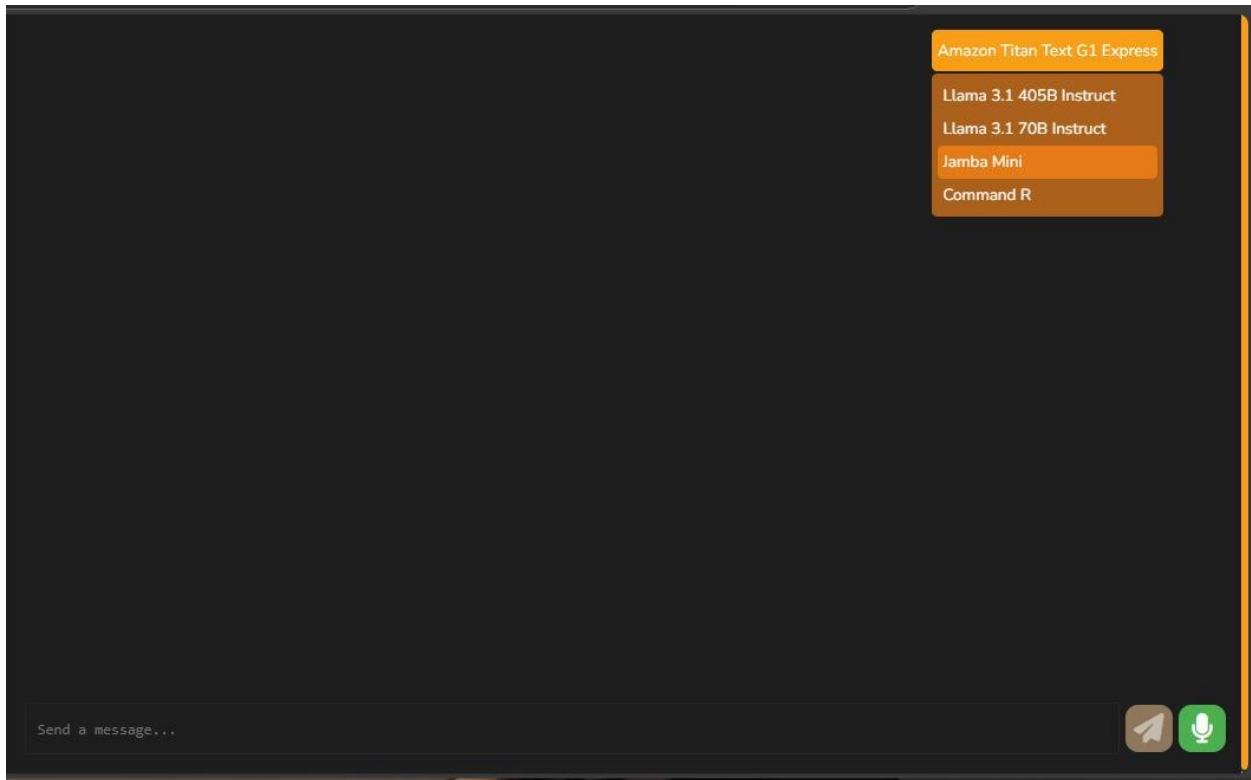 Amazon Titan Text G1 Express
Llama 3.1 405B Instruct
Llama 3.1 70B Instruct
Jamba Mini
Command R
Send a message...